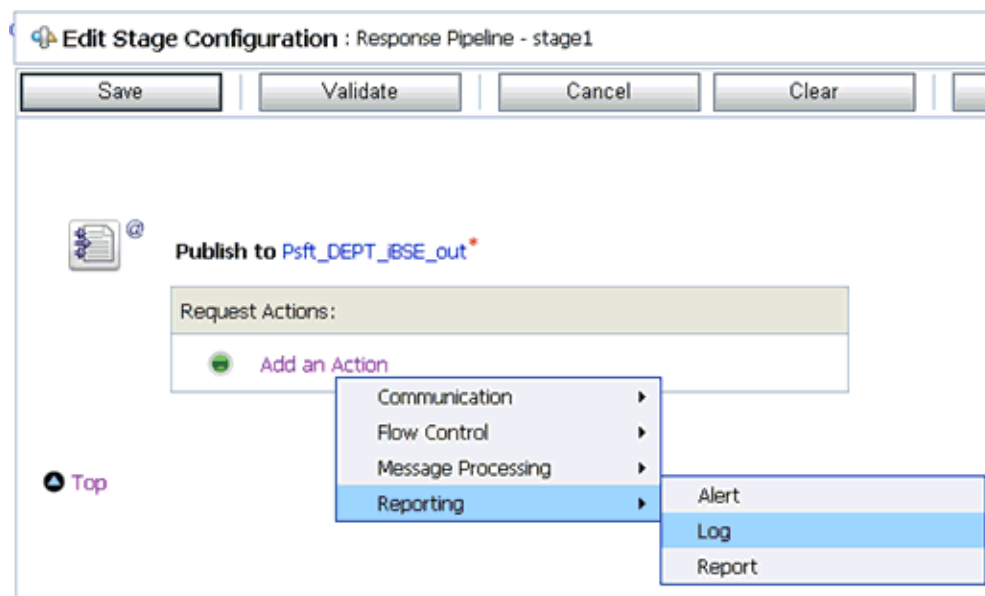 Edit Stage Configuration : Response Pipeline - stage1
Save Validate Cancel Clear
@
Publish to Psft_DEPT_iBSE_out*
Request Actions:
Add an Action
Communication
Flow Control
Message Processing
Reporting
Top
Alert
Log
Report